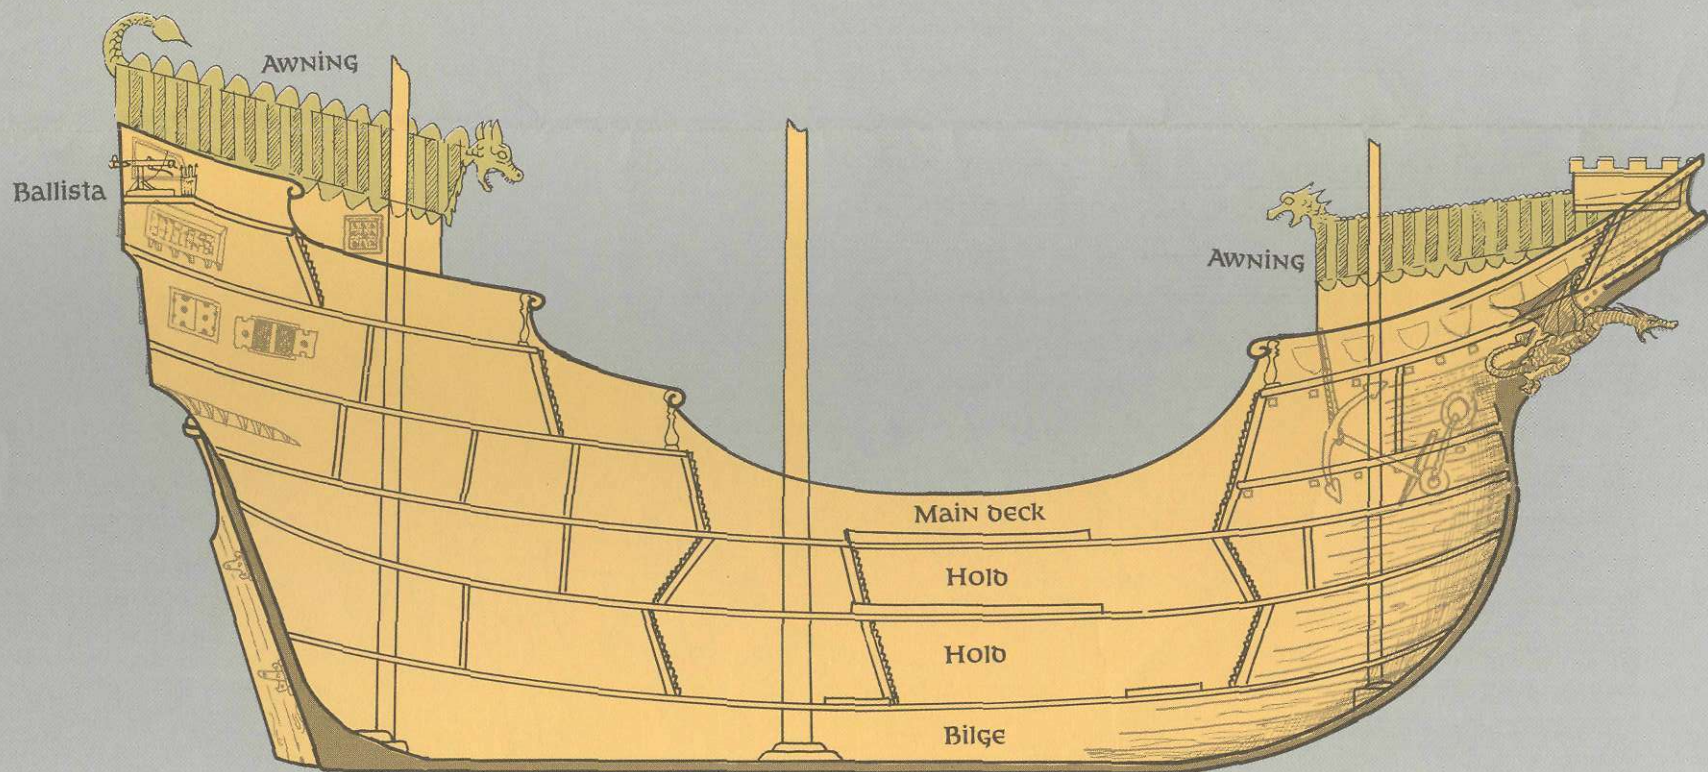 Awning
Ballista
Awning
Main deck
Hold
Hold
Bilge